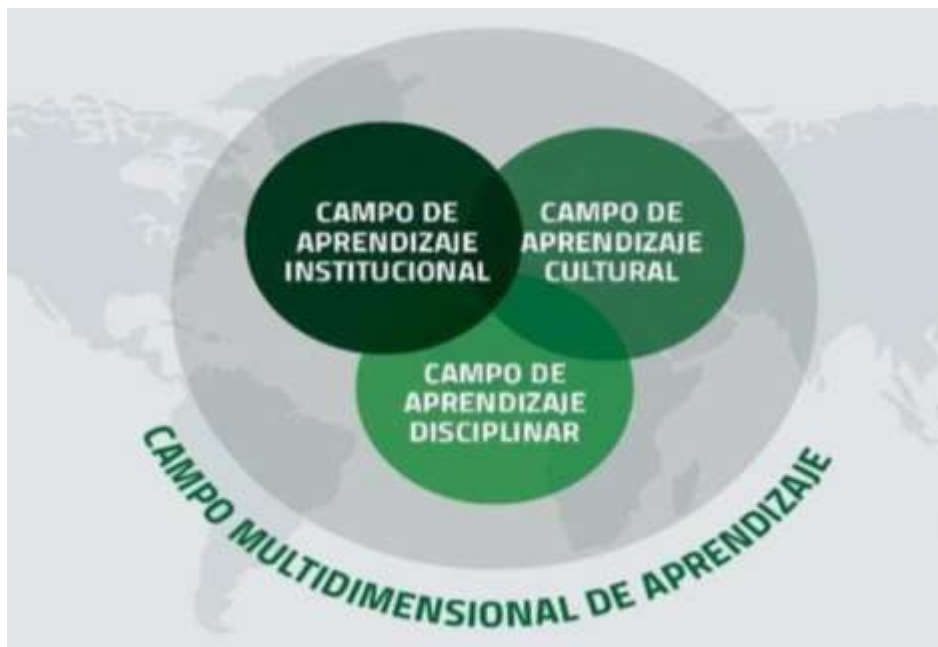 CAMPO DE
APRENDIZAJE
INSTITUCIONAL
CAMPO DE
APRENDIZAJE
CULTURAL
CAMPO DE
APRENDIZAJE
DISCIPLINAR
CAMPO MULTIDIMENSIONAL DE APRENDIZAJE